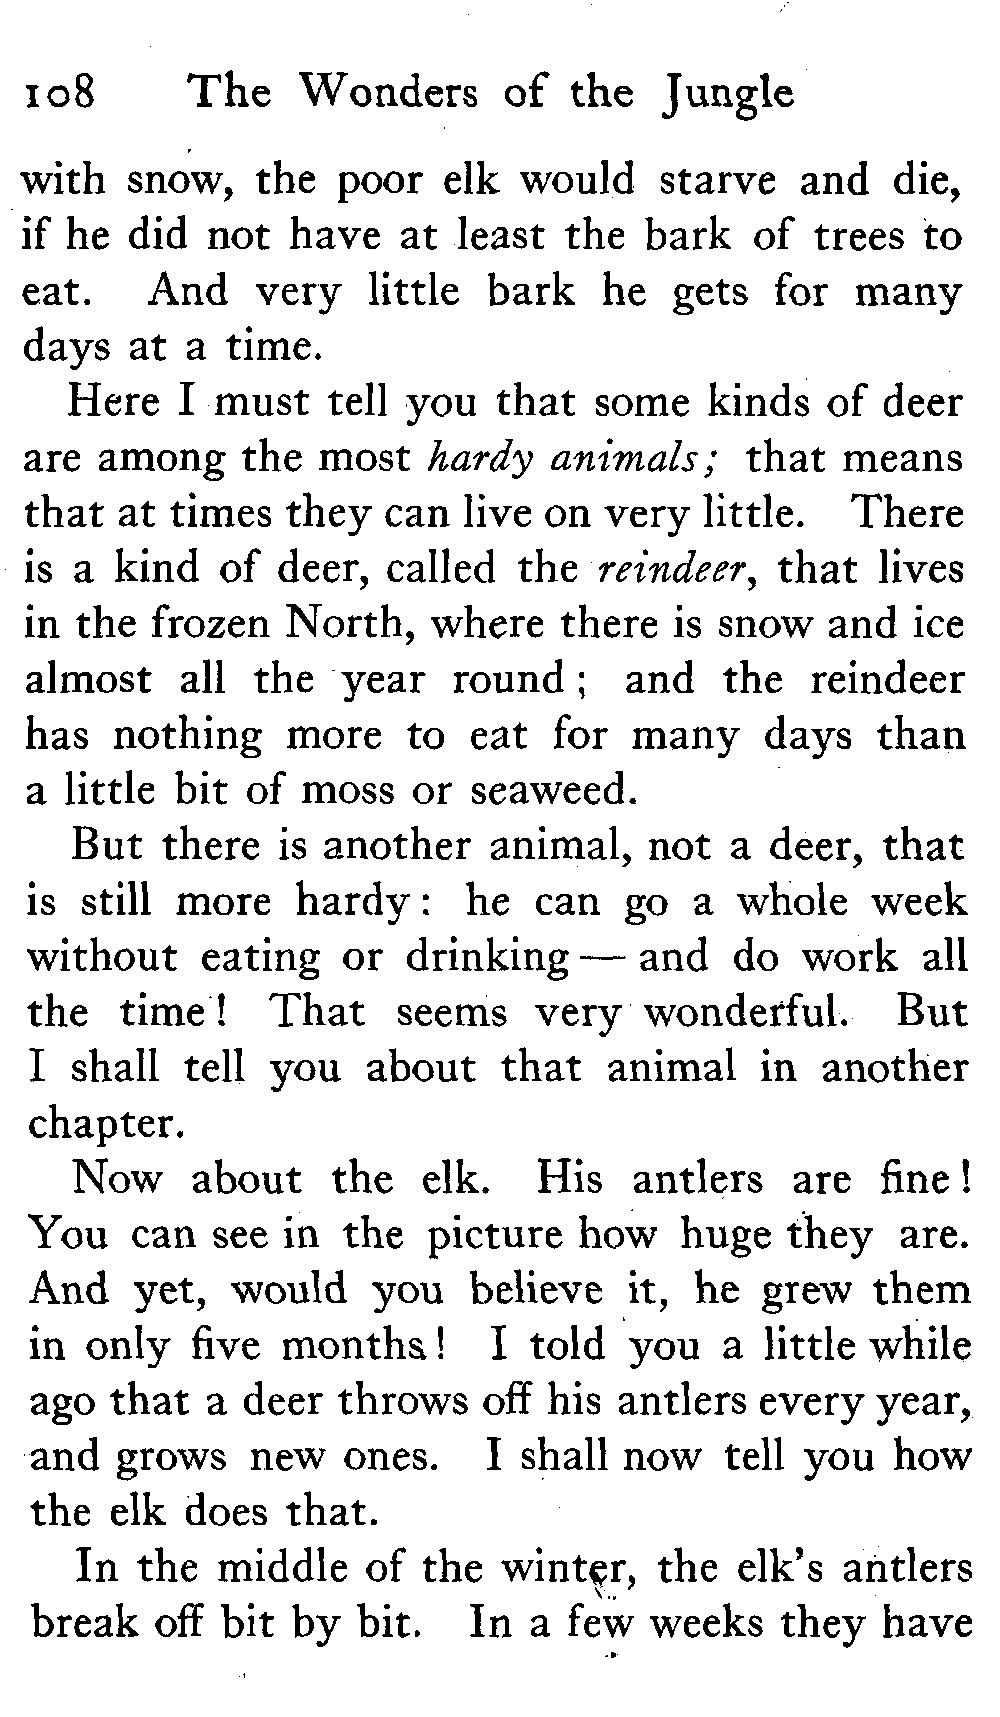 108 The Wonders of the Jungle
with snow, the poor elk would starve and die,
if he did not have at least the bark of trees to
eat. And very little bark he gets for many
days at a time.
Here I must tell you that some kinds of deer
are among the most hardy animals; that means
that at times they can live on very little. There
is a kind of deer, called the reindeer, that lives
in the frozen North, where there is snow and ice
almost all the year round; and the reindeer
has nothing more to eat for many days than
a little bit of moss or seaweed.
But there is another animal, not a deer, that
is still more hardy: he can go a whole week
without eating or drinking — and do work all
the time! That seems very wonderful. But
I shall tell you about that animal in another
chapter.
Now about the elk. His antlers are fine!
You can see in the picture how huge they are.
And yet, would you believe it, he grew them
in only five months! I told you a little while
ago that a deer throws off his antlers every year,
and grows new ones. I shall now tell you how
the elk does that.
In the middle of the winter, the elk's antlers
break off bit by bit. In a few weeks they have